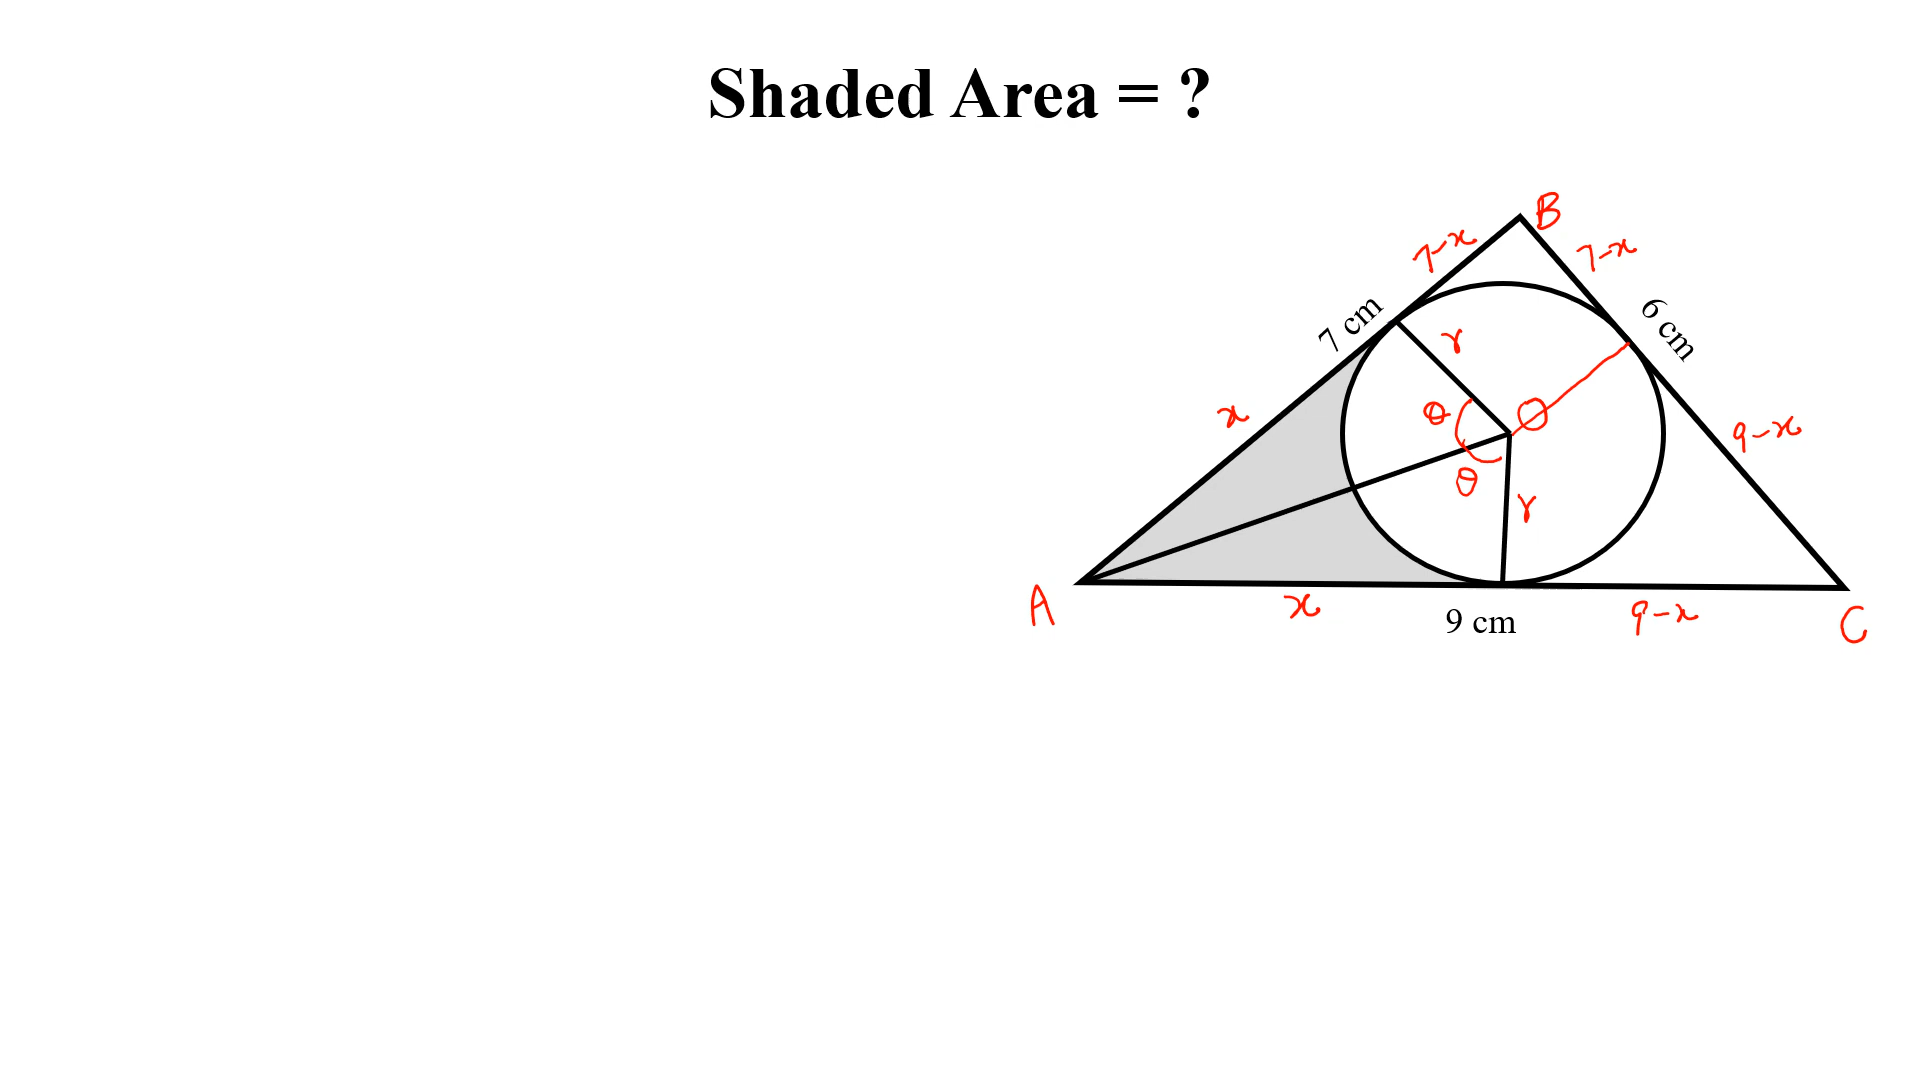 Shaded Area = ?
B
7-x
7-x
7 cm
6 cm
r
x
θ
O
9-x
θ
r
A
x
9 cm
9-x
C